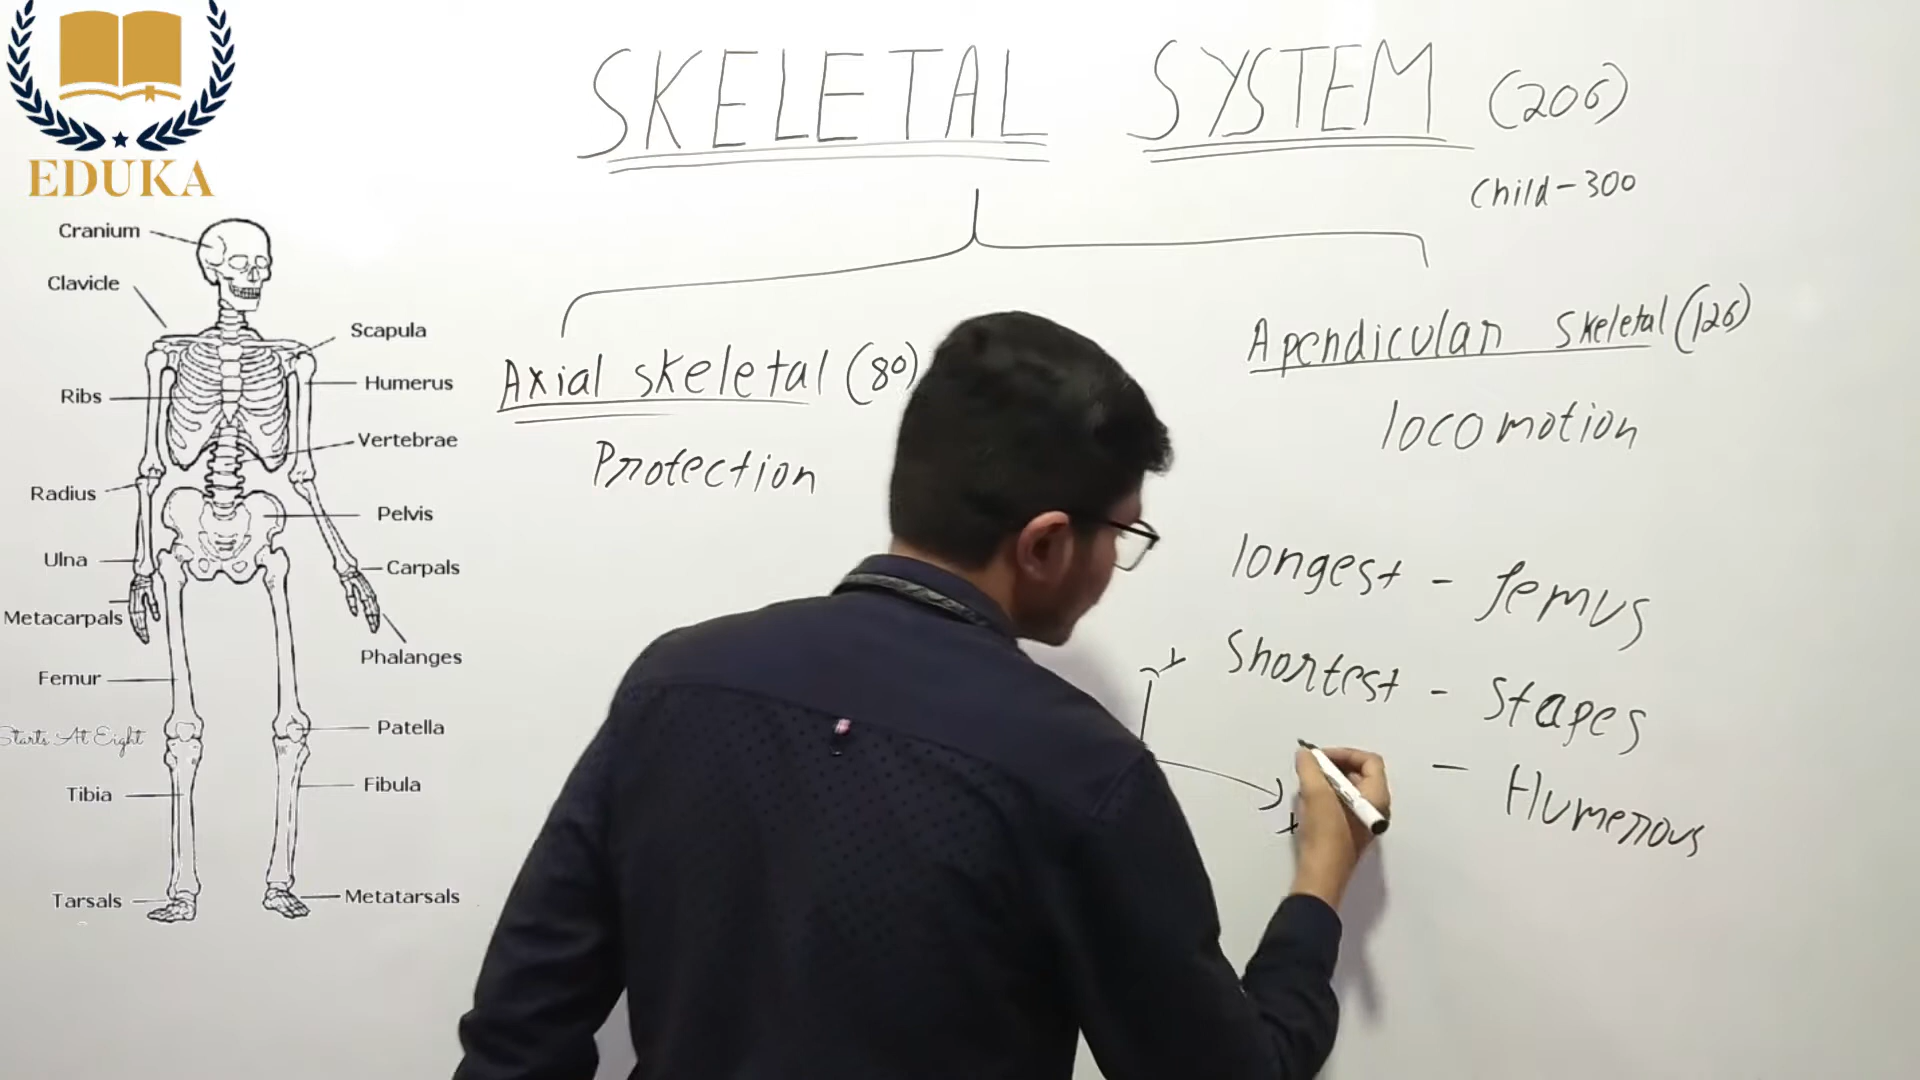 EDUKA
SKELETAL SYSTEM (206)
Child - 300
Axial skeletal (80)
Protection
Apendicular Skeletal (126)
locomotion
longest - femus
Shortest - Stapes
- Humerous
Cranium
Clavicle
Scapula
Humerus
Ribs
Vertebrae
Radius
Pelvis
Ulna
Carpals
Metacarpals
Phalanges
Femur
Patella
Starts At Eight
Fibula
Tibia
Tarsals
Metatarsals